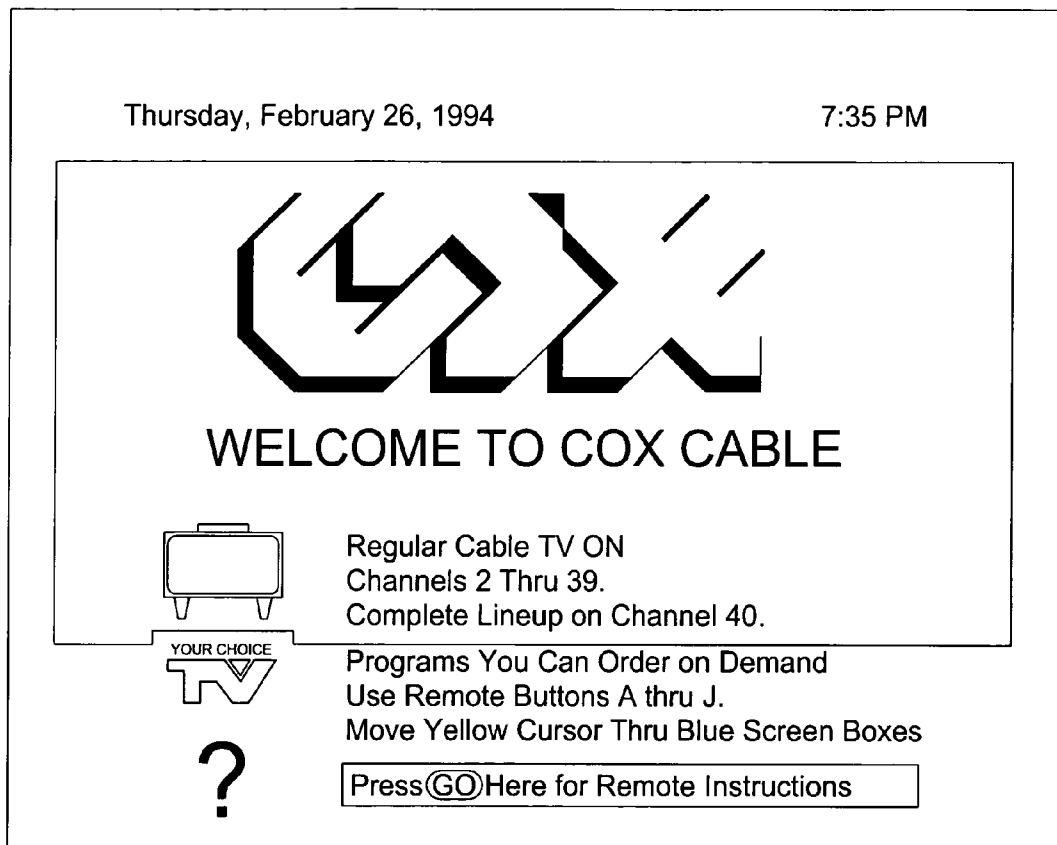 Thursday, February 26, 1994 7:35 PM
COX
WELCOME TO COX CABLE
Regular Cable TV ON
Channels 2 Thru 39.
Complete Lineup on Channel 40.
YOUR CHOICE
TV
Programs You Can Order on Demand
Use Remote Buttons A thru J.
Move Yellow Cursor Thru Blue Screen Boxes
?
Press GO Here for Remote Instructions